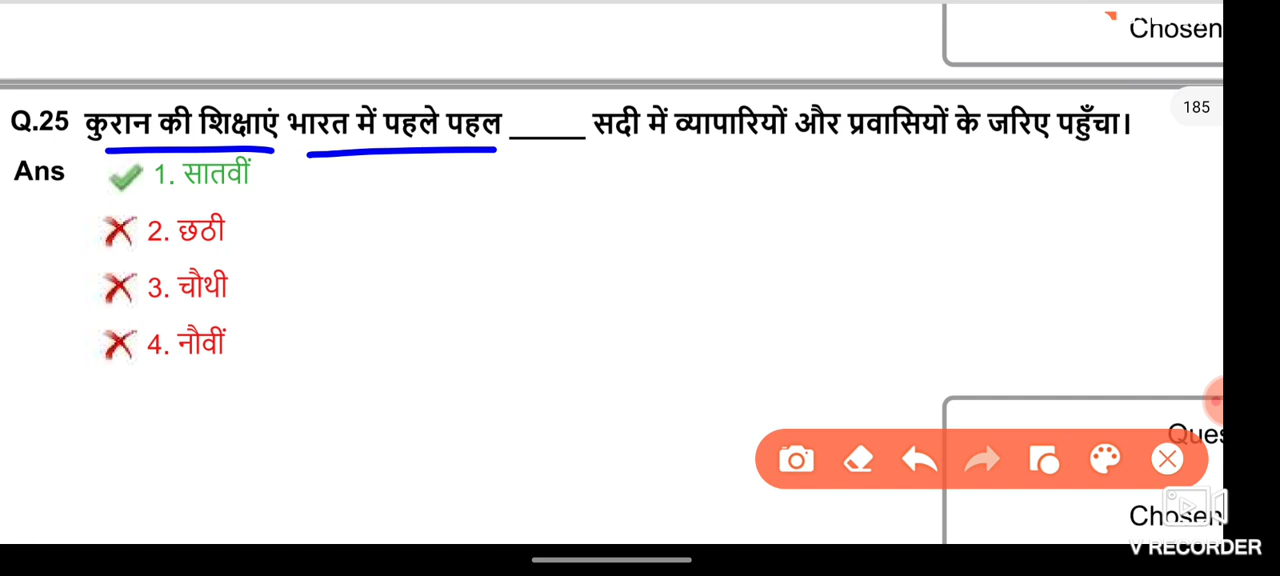 Chosen
185
Q.25 कुरान की शिक्षाएं भारत में पहले पहल _____ सदी में व्यापारियों और प्रवासियों के जरिए पहुँचा।
Ans 1. सातवीं
2. छठी
3. चौथी
4. नौवीं
Ques
Chosen
V RECORDER